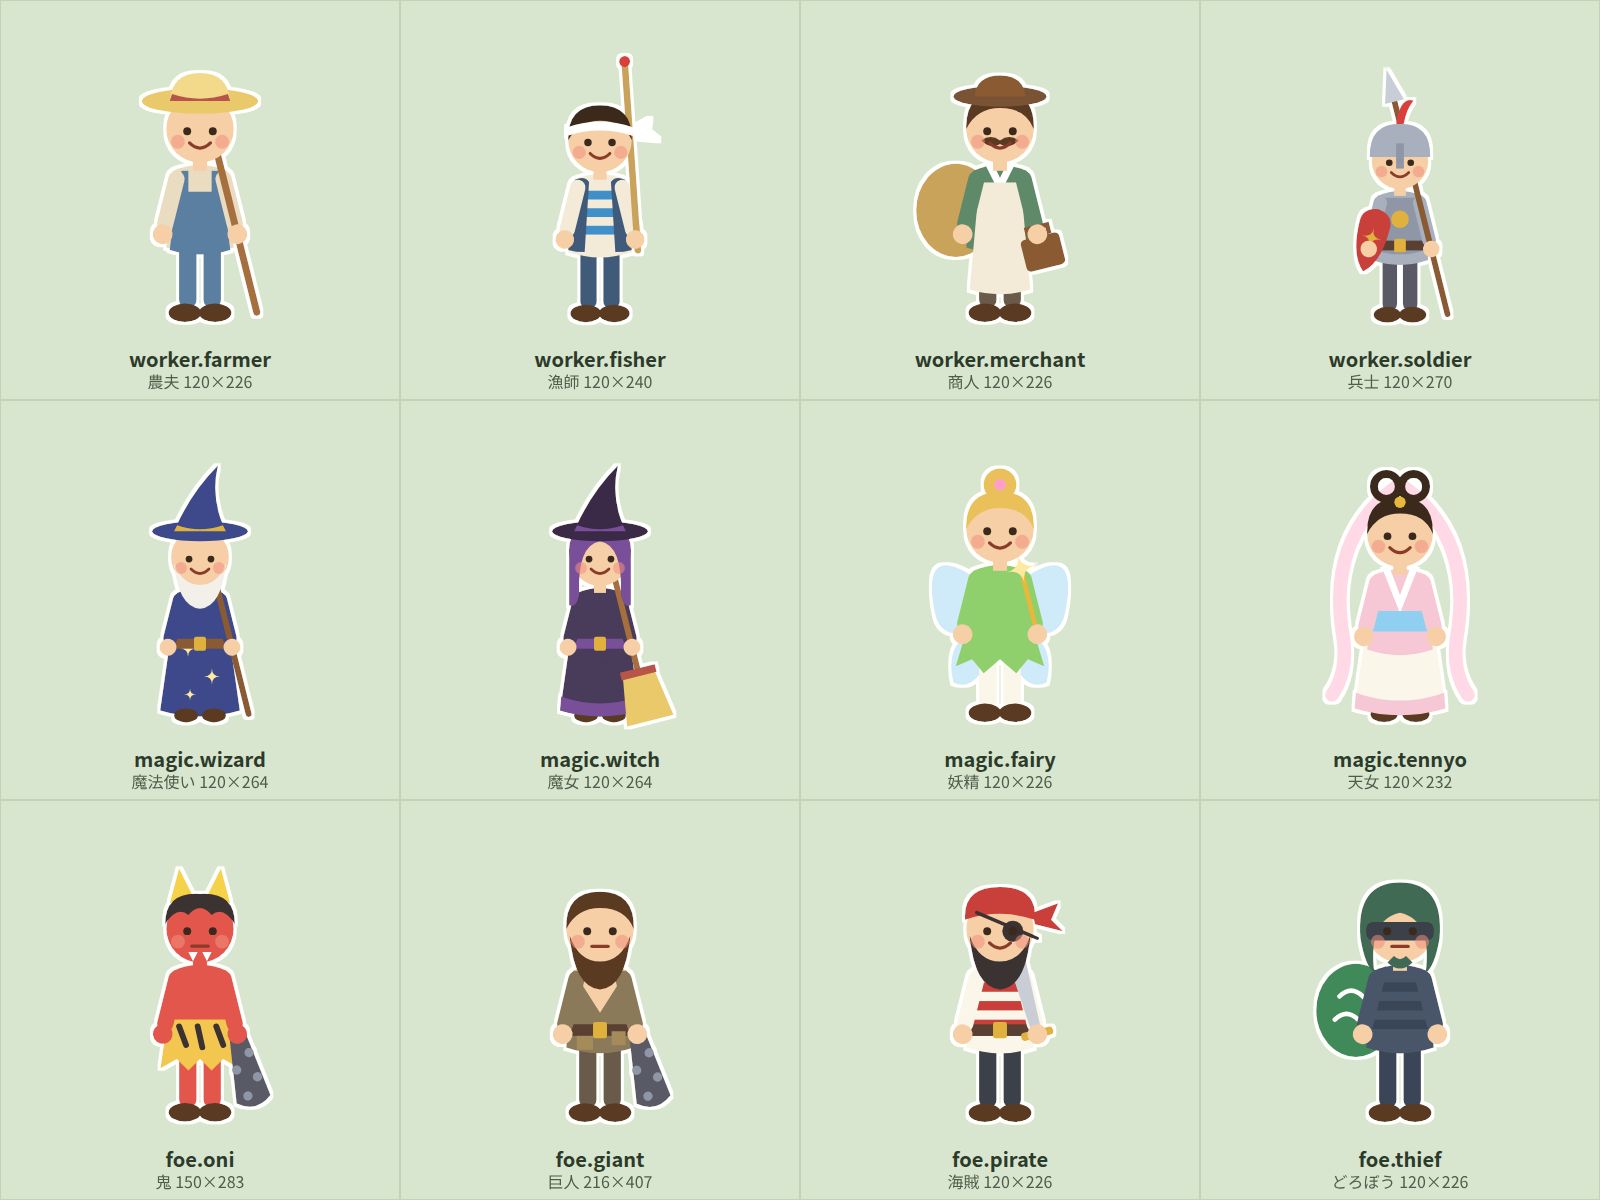 worker.farmer
農夫 120×226
worker.fisher
漁師 120×240
worker.merchant
商人 120×226
worker.soldier
兵士 120×270
magic.wizard
魔法使い 120×264
magic.witch
魔女 120×264
magic.fairy
妖精 120×226
magic.tennyo
天女 120×232
foe.oni
鬼 150×283
foe.giant
巨人 216×407
foe.pirate
海賊 120×226
foe.thief
どろぼう 120×226